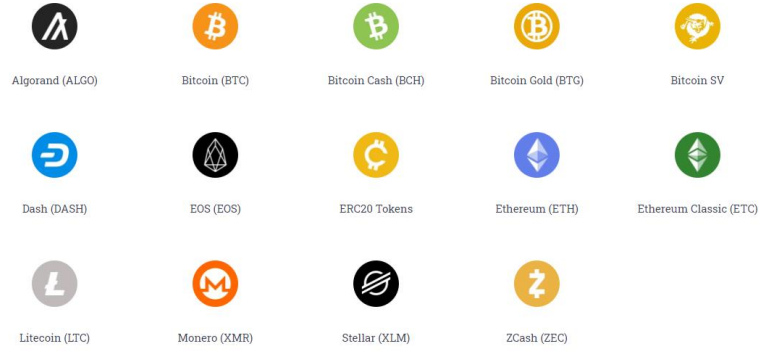 Algorand (ALGO)
Bitcoin (BTC)
Bitcoin Cash (BCH)
Bitcoin Gold (BTG)
Bitcoin SV
Dash (DASH)
EOS (EOS)
ERC20 Tokens
Ethereum (ETH)
Ethereum Classic (ETC)
Litecoin (LTC)
Monero (XMR)
Stellar (XLM)
ZCash (ZEC)